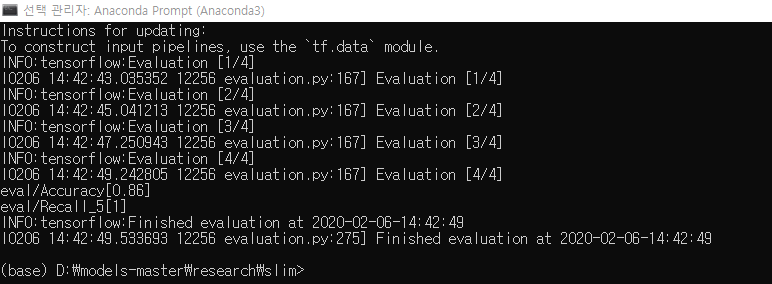 선택 관리자: Anaconda Prompt (Anaconda3)
Instructions for updating:
To construct input pipelines, use the `tf.data` module.
INFO:tensorflow:Evaluation [1/4]
I0206 14:42:43.035352 12256 evaluation.py:167] Evaluation [1/4]
INFO:tensorflow:Evaluation [2/4]
I0206 14:42:45.041213 12256 evaluation.py:167] Evaluation [2/4]
INFO:tensorflow:Evaluation [3/4]
I0206 14:42:47.250943 12256 evaluation.py:167] Evaluation [3/4]
INFO:tensorflow:Evaluation [4/4]
I0206 14:42:49.242805 12256 evaluation.py:167] Evaluation [4/4]
eval/Accuracy[0.86]
eval/Recall_5[1]
INFO:tensorflow:Finished evaluation at 2020-02-06-14:42:49
I0206 14:42:49.533693 12256 evaluation.py:275] Finished evaluation at 2020-02-06-14:42:49
(base) D:₩models-master₩research₩slim>